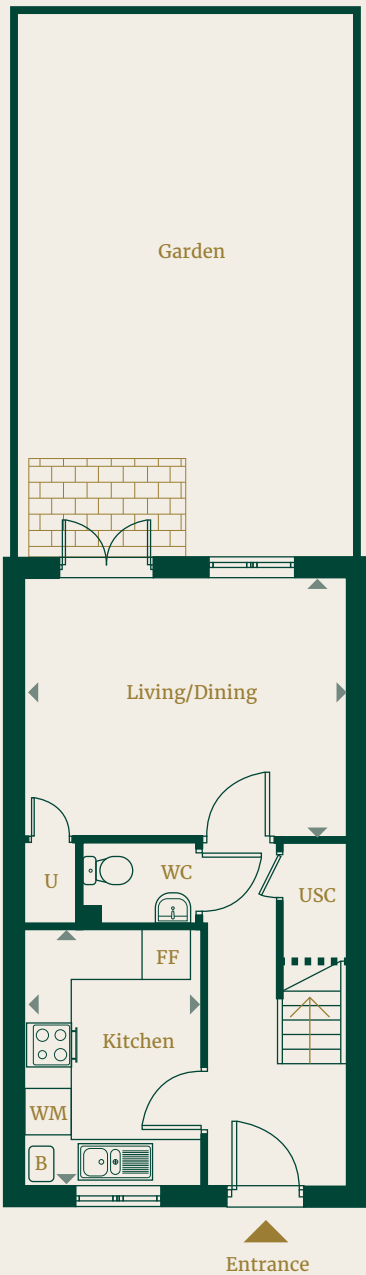 Garden
Living/Dining
U
WC
USC
FF
Kitchen
WM
B
Entrance